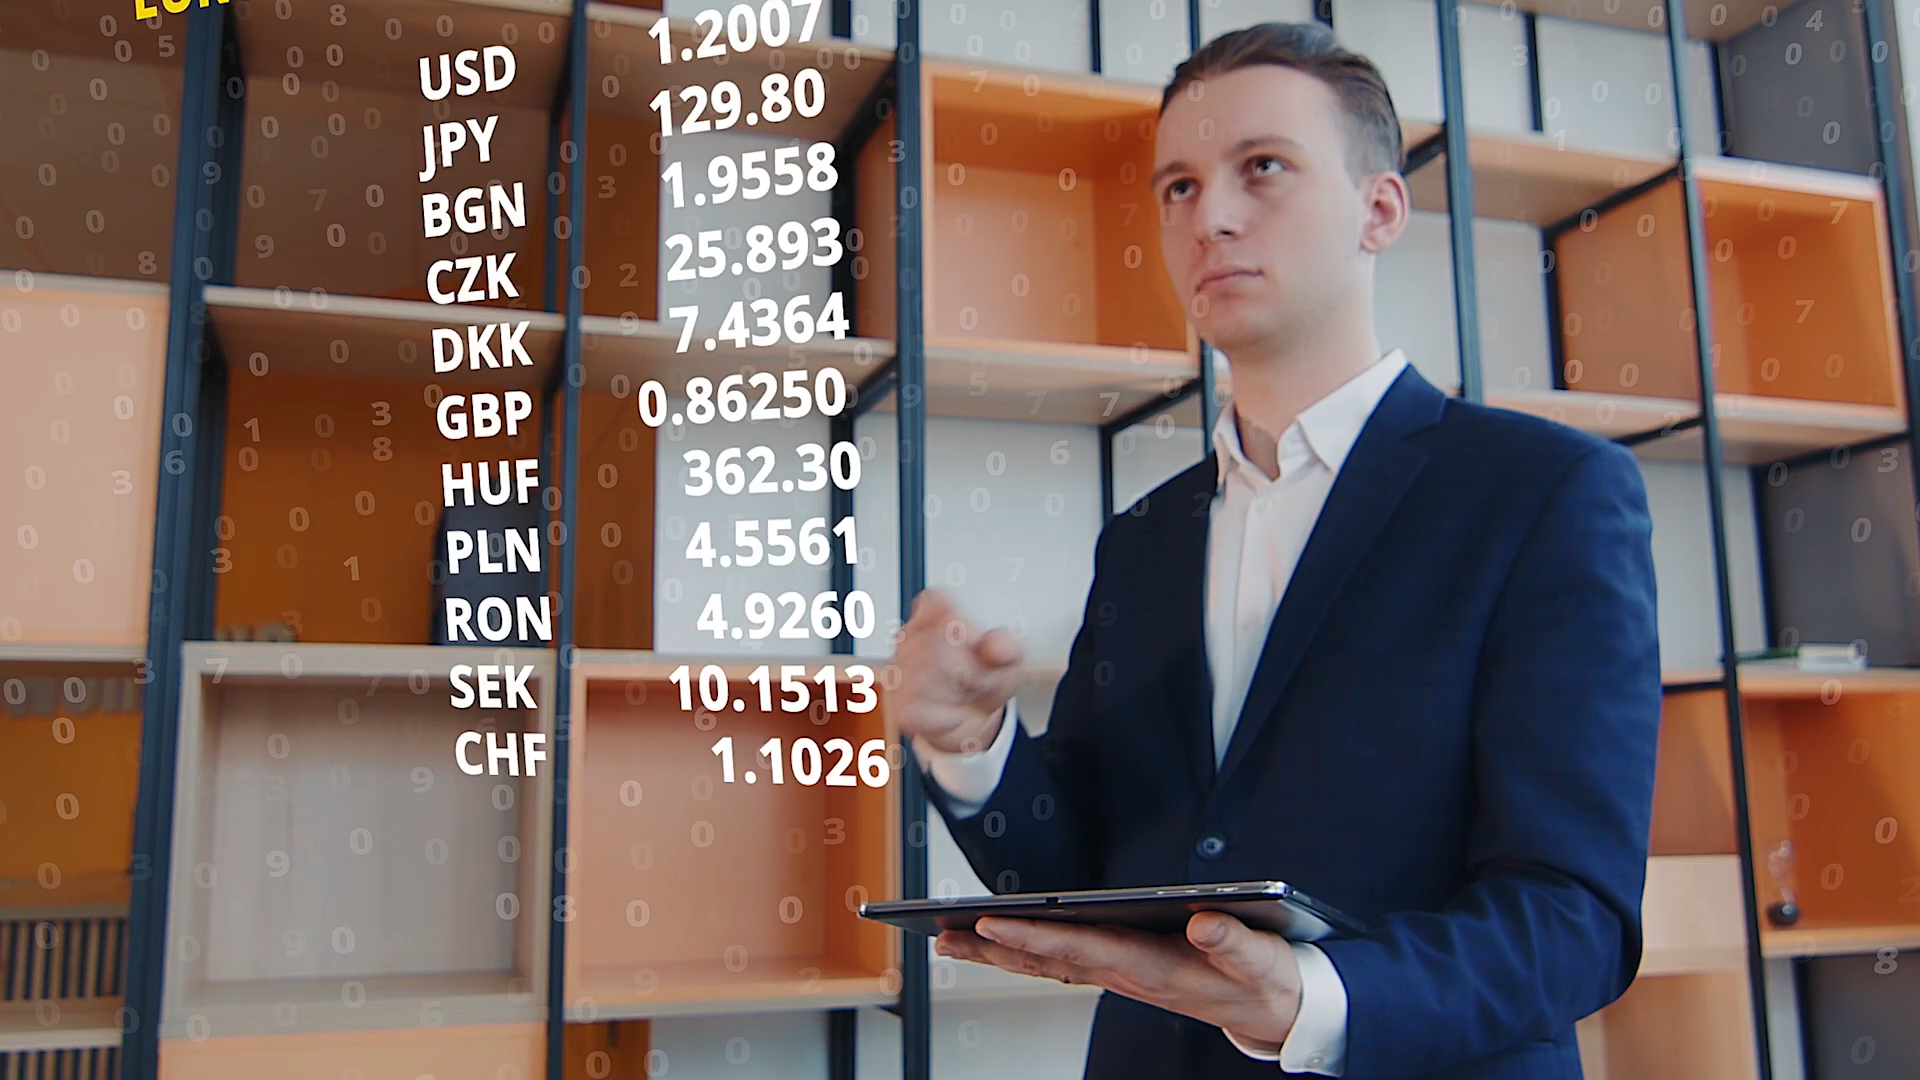 USD 1.2007
JPY 129.80
BGN 1.9558
CZK 25.893
DKK 7.4364
GBP 0.86250
HUF 362.30
PLN 4.5561
RON 4.9260
SEK 10.1513
CHF 1.1026